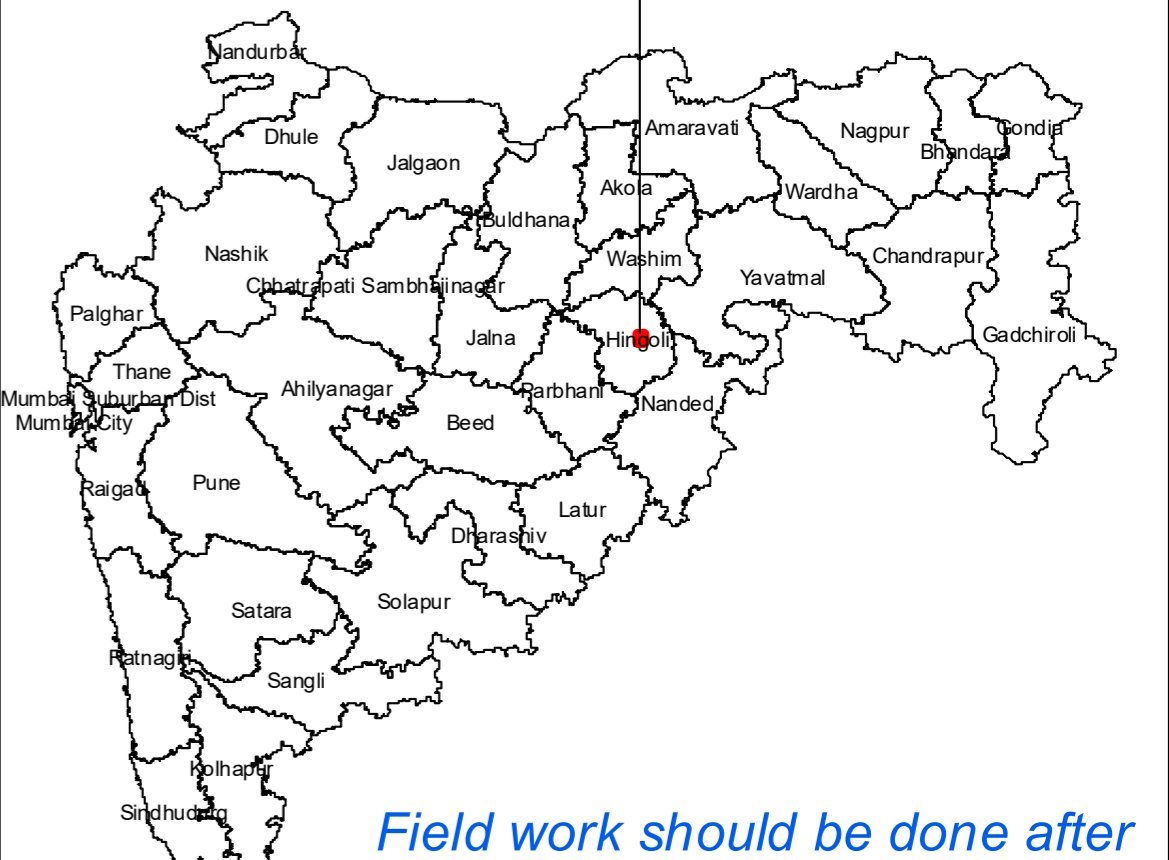 Nandurbar
Dhule
Jalgaon
Amaravati
Nagpur
Gondia
Bhandara
Akola
Wardha
Buldhana
Nashik
Washim
Chandrapur
Yavatmal
Chhatrapati Sambhajinagar
Palghar
Jalna
Hingoli
Gadchiroli
Thane
Ahilyanagar
Parbhani
Mumbai Suburban Dist
Nanded
Mumbai City
Beed
Pune
Raigad
Latur
Dharashiv
Solapur
Satara
Ratnagiri
Sangli
Kolhapur
Sindhudurg
Field work should be done after